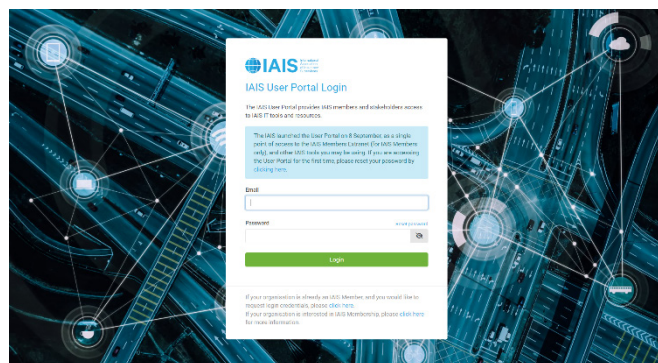 IAIS
IAIS User Portal Login
The IAIS User Portal provides IAIS members and stakeholders access
to IAIS IT tools and resources.
The IAIS launched the User Portal on 8 September, as a single
point of access to the IAIS Members Extranet (for IAIS Members
only), and other IAIS tools you may be using. If you are accessing
the User Portal for the first time, please reset your password by
clicking here.
Email
Password
Login
If your organisation is already an IAIS Member, and you would like to
request login credentials, please click here.
If your organisation is interested in IAIS Membership, please click here
for more information.